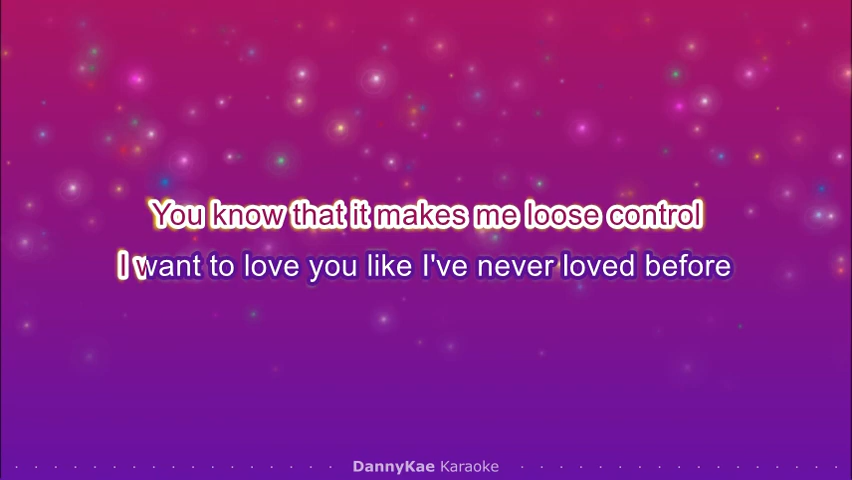 You know that it makes me loose control
I want to love you like I've never loved before
DannyKae Karaoke